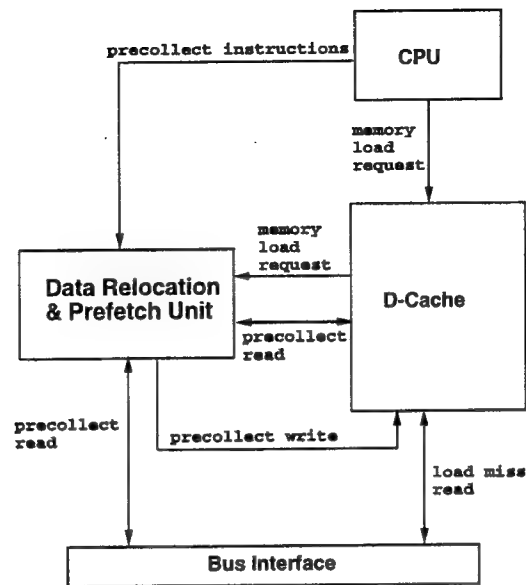 precollect instructions
CPU
memory
load
request
memory
load
request
Data Relocation
& Prefetch Unit
D-Cache
precollect
read
precollect
read
precollect write
load miss
read
Bus Interface